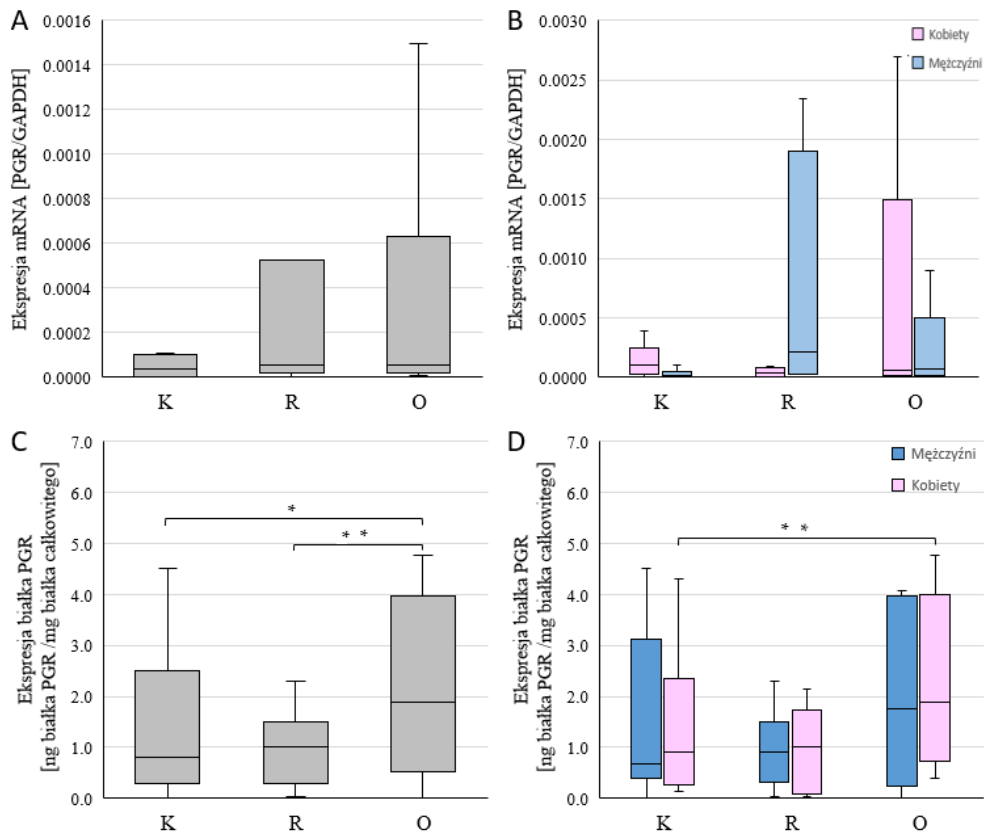 A
Ekspresja mRNA [PGR/GAPDH]
0.0016
0.0014
0.0012
0.0010
0.0008
0.0006
0.0004
0.0002
0.0000
K R O
B
Ekspresja mRNA [PGR/GAPDH]
0.0030
0.0025
0.0020
0.0015
0.0010
0.0005
0.0000
Kobiety
Mężczyźni
K R O
C
Ekspresja białka PGR
[ng białka PGR /mg białka całkowitego]
7.0
6.0
5.0
4.0
3.0
2.0
1.0
0.0
*
* *
K R O
D
Ekspresja białka PGR
[ng białka PGR /mg białka całkowitego]
7.0
6.0
5.0
4.0
3.0
2.0
1.0
0.0
Mężczyźni
Kobiety
* *
K R O